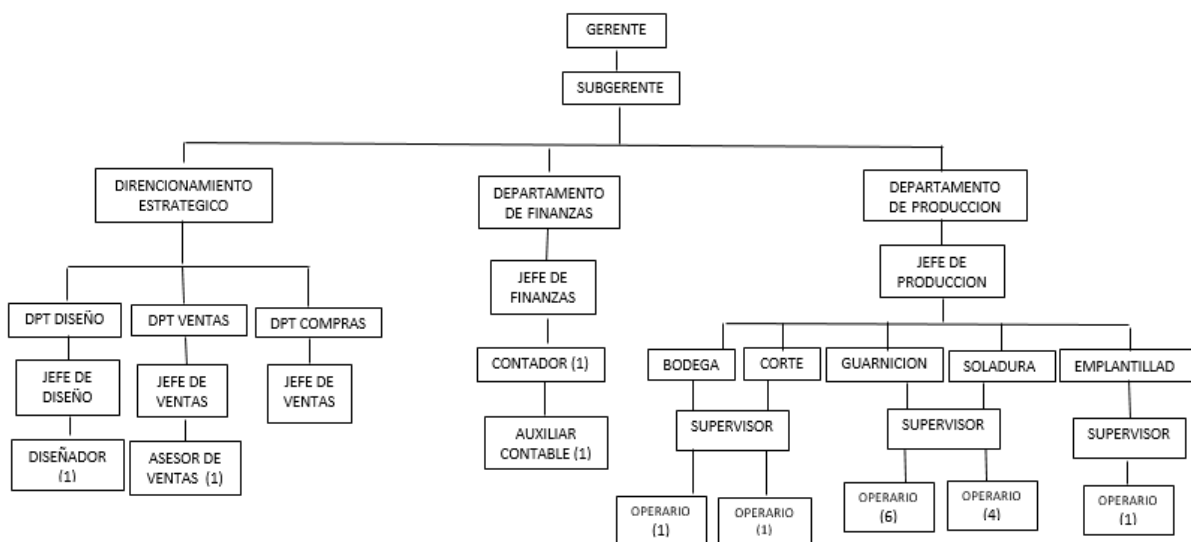 GERENTE
SUBGERENTE
DIRENCIONAMIENTO
ESTRATEGICO
DEPARTAMENTO
DE FINANZAS
DEPARTAMENTO
DE PRODUCCION
JEFE DE
PRODUCCION
JEFE DE
FINANZAS
DPT DISEÑO
DPT VENTAS
DPT COMPRAS
CONTADOR (1)
BODEGA
CORTE
GUARNICION
SOLADURA
EMPLANTILLAD
JEFE DE
DISEÑO
JEFE DE
VENTAS
JEFE DE
VENTAS
AUXILIAR
CONTABLE (1)
SUPERVISOR
SUPERVISOR
SUPERVISOR
DISEÑADOR
(1)
ASESOR DE
VENTAS (1)
OPERARIO
(1)
OPERARIO
(1)
OPERARIO
(6)
OPERARIO
(4)
OPERARIO
(1)